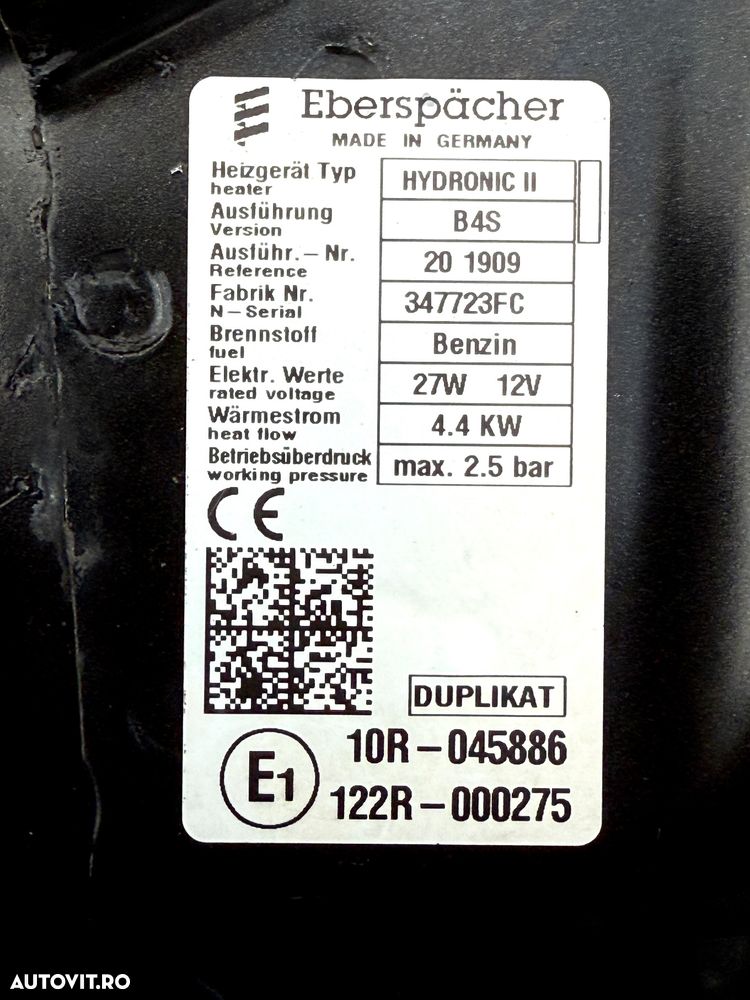 Eberspächer
MADE IN GERMANY
Heizgerät Typ HYDRONIC II
heater
Ausführung B4S
Version
Ausführ.-Nr. 20 1909
Reference
Fabrik Nr. 347723FC
N-Serial
Brennstoff Benzin
fuel
Elektr. Werte 27W 12V
rated voltage
Wärmestrom 4.4 KW
heat flow
Betriebsüberdruck max. 2.5 bar
working pressure
CE
DUPLIKAT
E1 10R-045886
122R-000275
AUTOVIT.RO